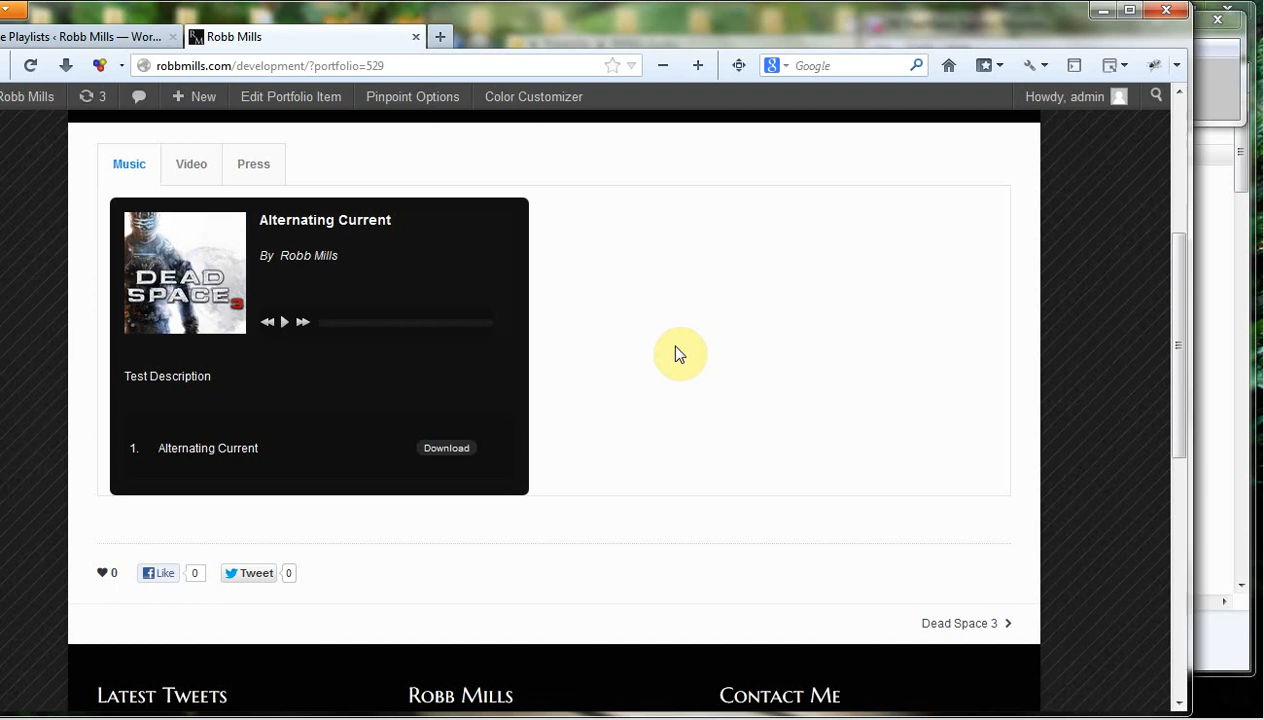 e Playlists ‹ Robb Mills — Wor...
Robb Mills
robbmills.com/development/?portfolio=529
Google
Robb Mills
3
New
Edit Portfolio Item
Pinpoint Options
Color Customizer
Howdy, admin
Music
Video
Press
DEAD SPACE 3
Alternating Current
By Robb Mills
Test Description
1. Alternating Current
Download
0
Like
0
Tweet
0
Dead Space 3
Latest Tweets
Robb Mills
Contact Me